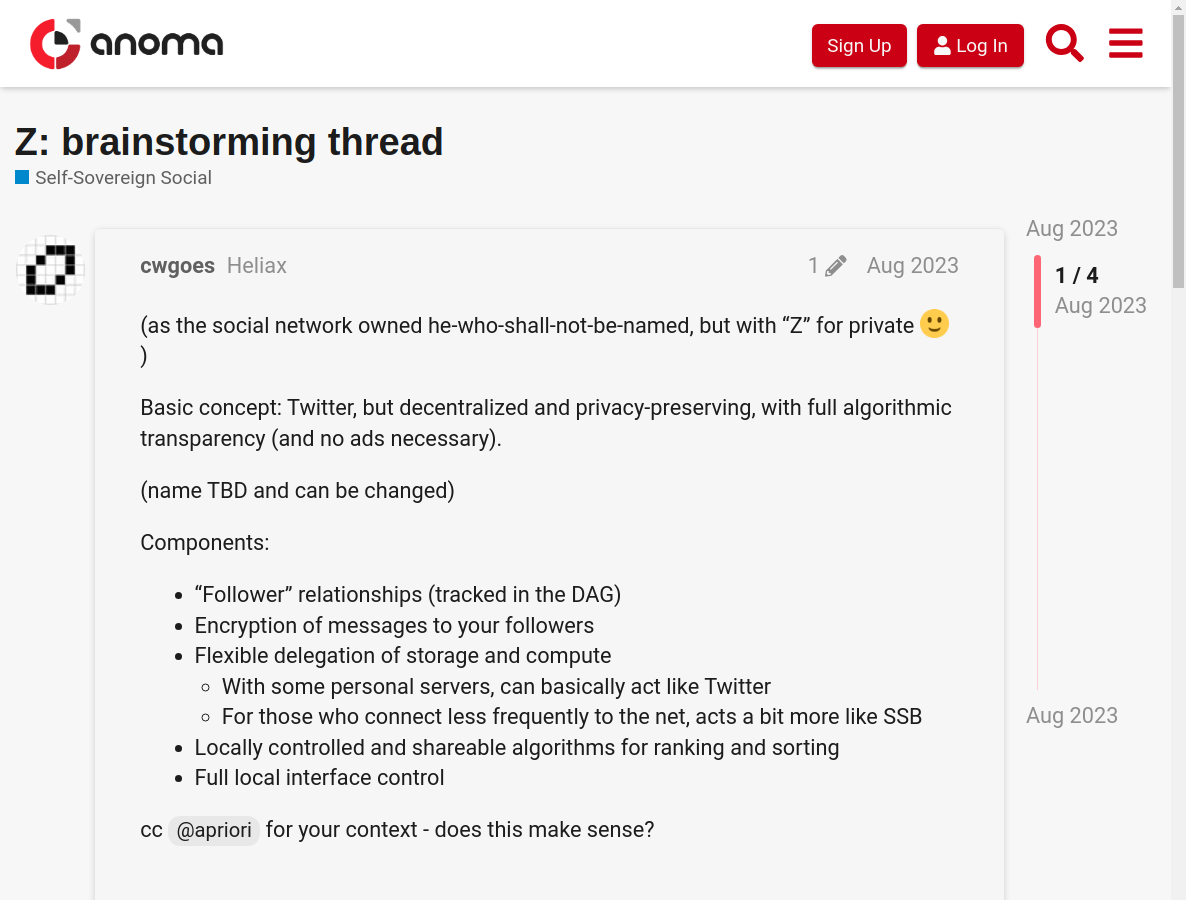 anoma
Sign Up
Log In
Z: brainstorming thread
Self-Sovereign Social
Aug 2023
cwgoes Heliax 1 Aug 2023
1 / 4
Aug 2023
(as the social network owned he-who-shall-not-be-named, but with “Z” for private
)
Basic concept: Twitter, but decentralized and privacy-preserving, with full algorithmic
transparency (and no ads necessary).
(name TBD and can be changed)
Components:
• “Follower” relationships (tracked in the DAG)
• Encryption of messages to your followers
• Flexible delegation of storage and compute
◦ With some personal servers, can basically act like Twitter
◦ For those who connect less frequently to the net, acts a bit more like SSB
Aug 2023
• Locally controlled and shareable algorithms for ranking and sorting
• Full local interface control
cc @apriori for your context - does this make sense?